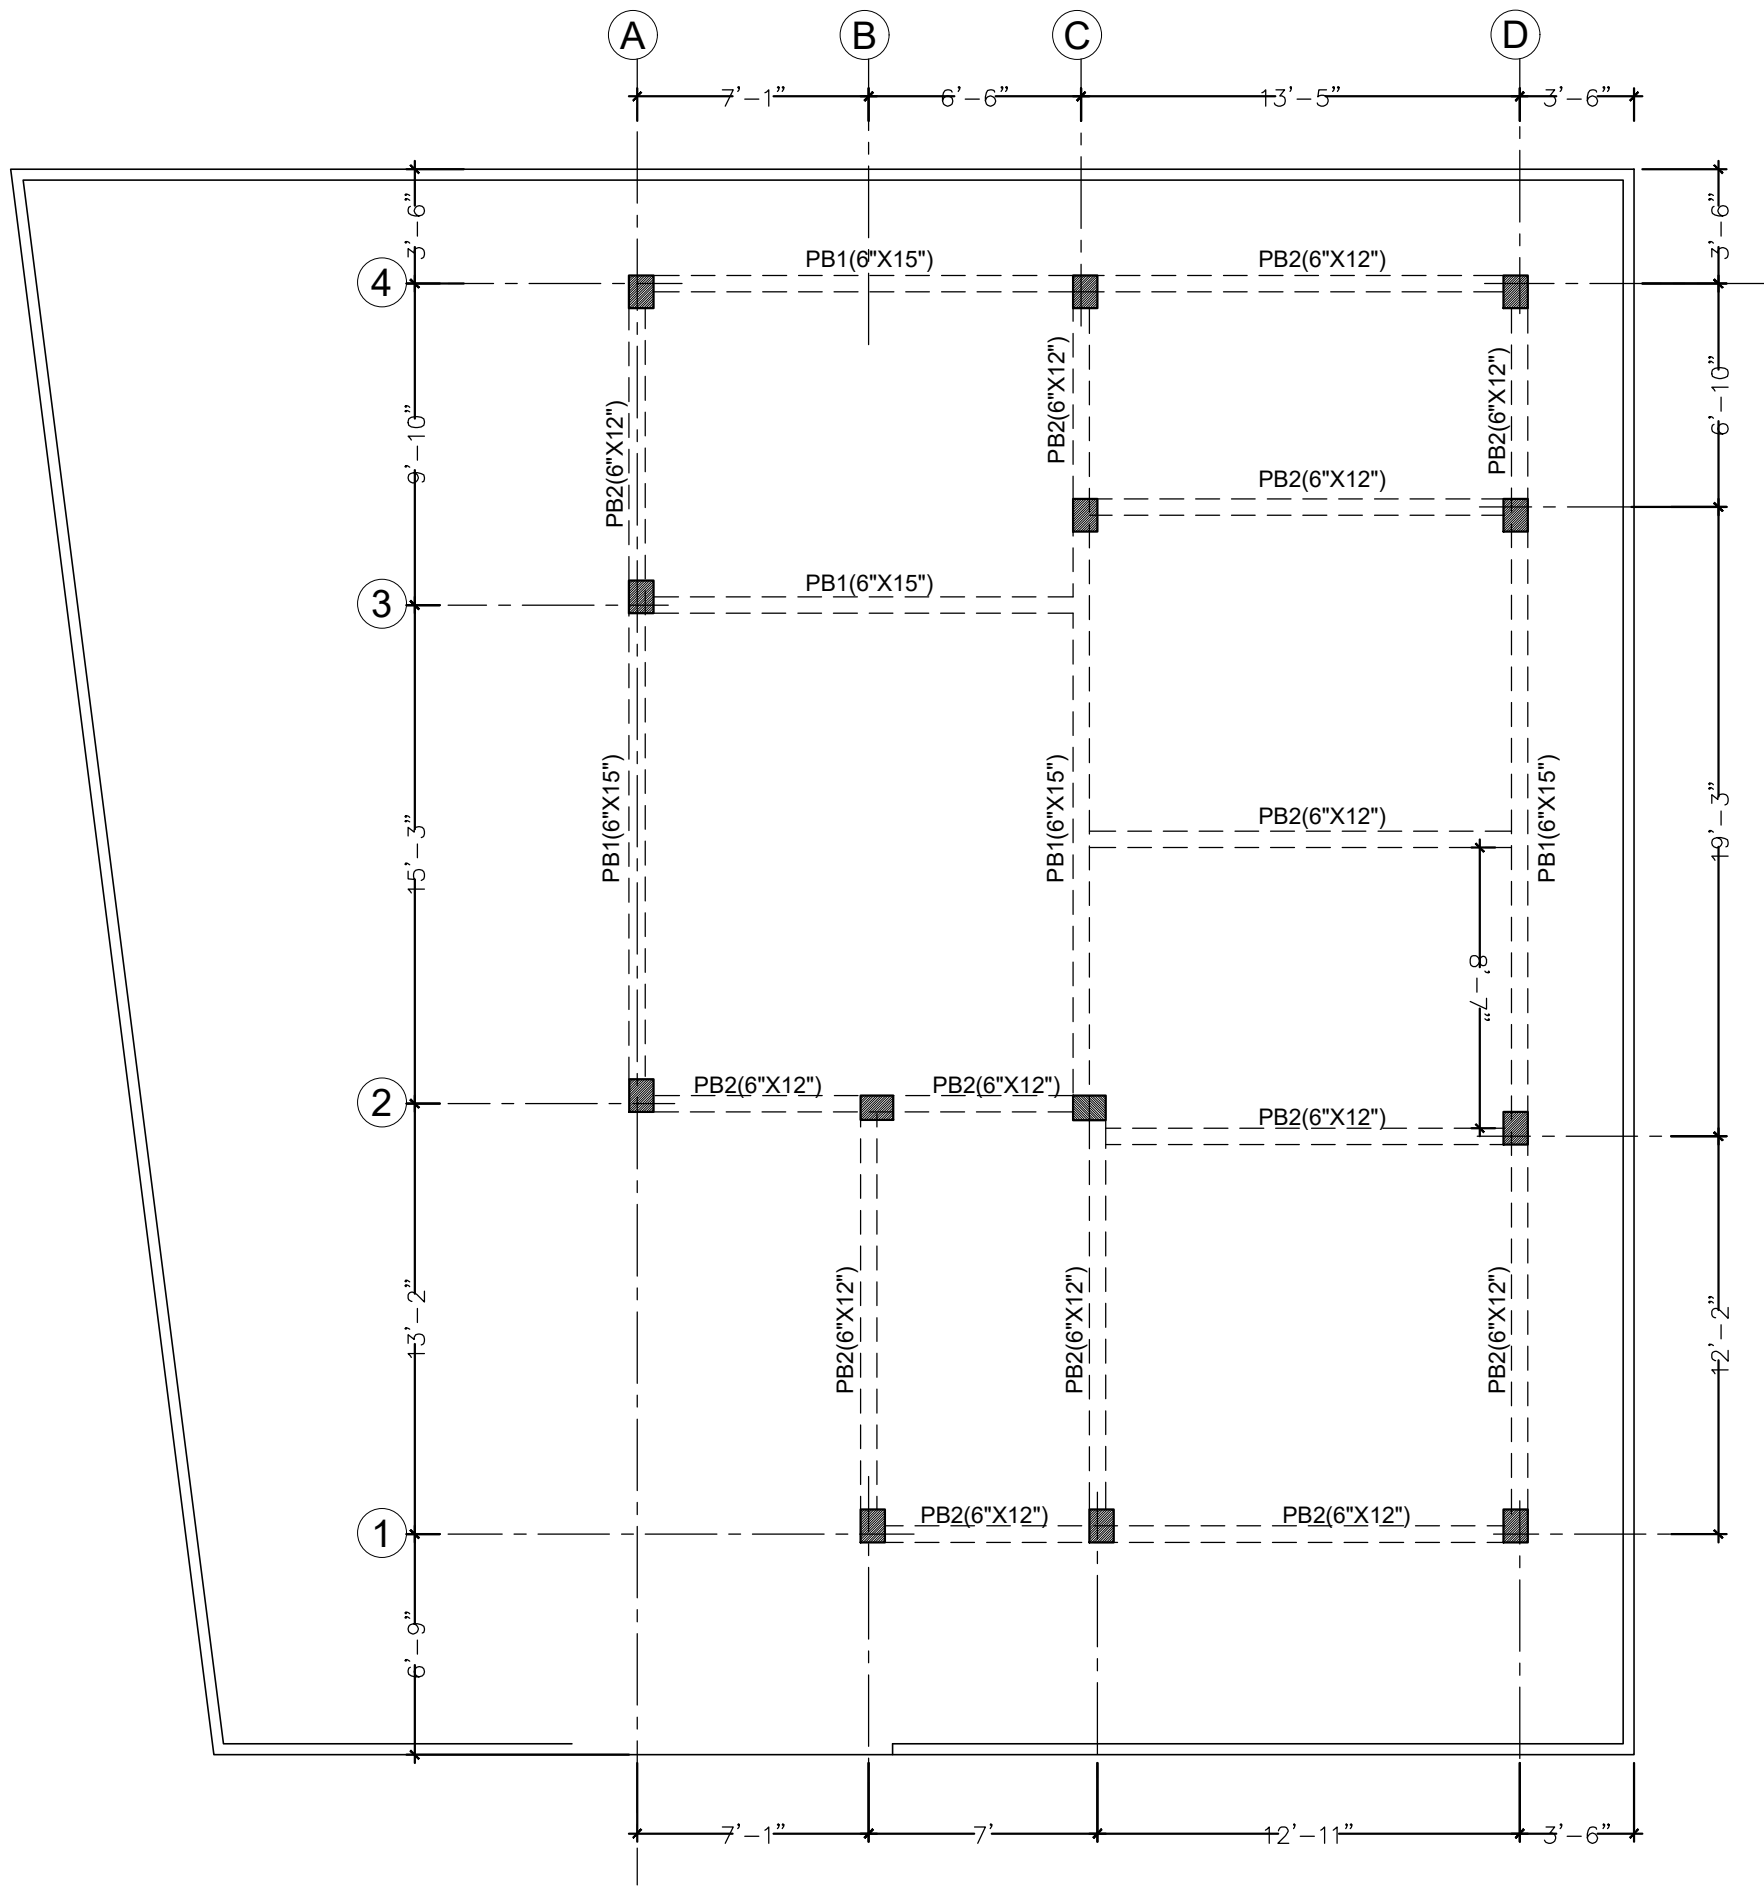 A B C D
7'-1" 6'-6" 13'-5" 3'-6"
3'-6" 3'-6"
PB1(6"X15") PB2(6"X12")
4
PB2(6"X12") PB2(6"X12") PB2(6"X12")
9'-10" 6'-10"
PB2(6"X12")
PB1(6"X15")
3
PB1(6"X15") PB1(6"X15") PB2(6"X12") PB1(6"X15")
15'-3" 19'-3"
8'-7"
PB2(6"X12") PB2(6"X12") PB2(6"X12")
2
13'-2" PB2(6"X12") PB2(6"X12") PB2(6"X12") 12'-2"
PB2(6"X12") PB2(6"X12")
1
6'-9"
7'-1" 7' 12'-11" 3'-6"